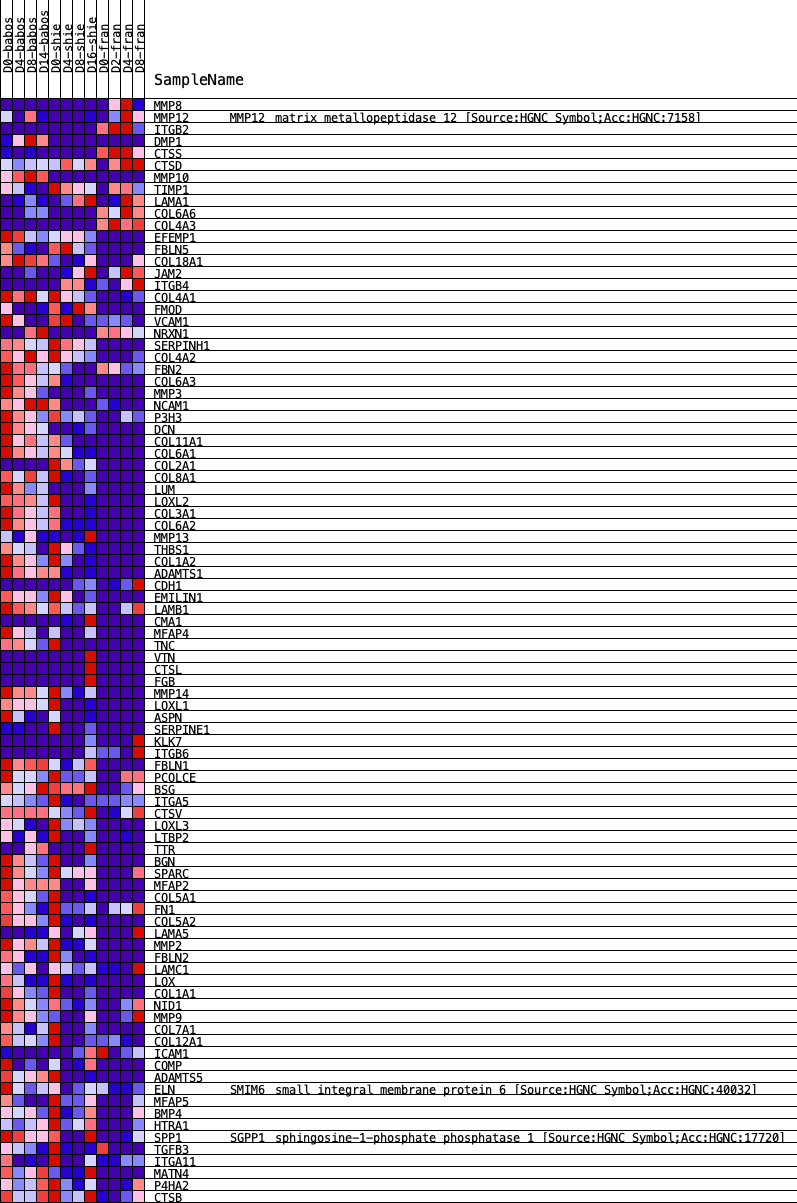 D0-babos
D4-babos
D8-babos
D14-babos
D0-shie
D4-shie
D8-shie
D16-shie
D0-fran
D2-fran
D4-fran
D8-fran
SampleName
MMP8
MMP12 MMP12 matrix metallopeptidase 12 [Source:HGNC Symbol;Acc:HGNC:7158]
ITGB2
DMP1
CTSS
CTSD
MMP10
TIMP1
LAMA1
COL6A6
COL4A3
EFEMP1
FBLN5
COL18A1
JAM2
ITGB4
COL4A1
FMOD
VCAM1
NRXN1
SERPINH1
COL4A2
FBN2
COL6A3
MMP3
NCAM1
P3H3
DCN
COL11A1
COL6A1
COL2A1
COL8A1
LUM
LOXL2
COL3A1
COL6A2
MMP13
THBS1
COL1A2
ADAMTS1
CDH1
EMILIN1
LAMB1
CMA1
MFAP4
TNC
VTN
CTSL
FGB
MMP14
LOXL1
ASPN
SERPINE1
KLK7
ITGB6
FBLN1
PCOLCE
BSG
ITGA5
CTSV
LOXL3
LTBP2
TTR
BGN
SPARC
MFAP2
COL5A1
FN1
COL5A2
LAMA5
MMP2
FBLN2
LAMC1
LOX
COL1A1
NID1
MMP9
COL7A1
COL12A1
ICAM1
COMP
ADAMTS5
ELN SMIM6 small integral membrane protein 6 [Source:HGNC Symbol;Acc:HGNC:40032]
MFAP5
BMP4
HTRA1
SPP1 SGPP1 sphingosine-1-phosphate phosphatase 1 [Source:HGNC Symbol;Acc:HGNC:17720]
TGFB3
ITGA11
MATN4
P4HA2
CTSB